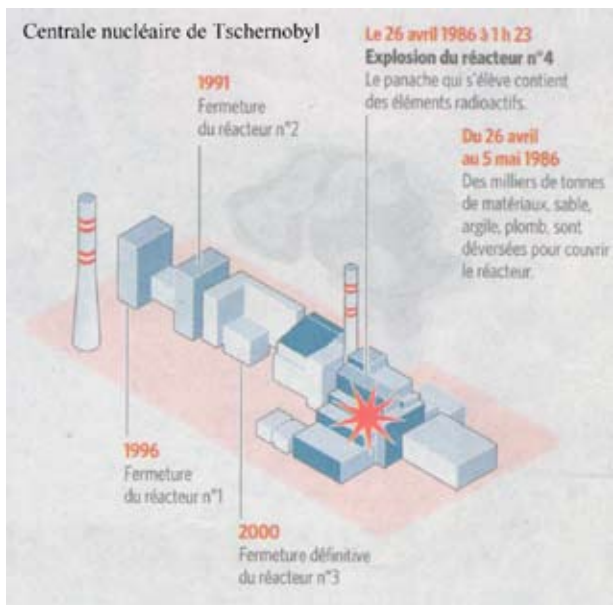 Centrale nucléaire de Tschernobyl
Le 26 avril 1986 à 1 h 23
Explosion du réacteur n°4
Le panache qui s'élève contient
des éléments radioactifs.
1991
Fermeture
du réacteur n°2
Du 26 avril
au 5 mai 1986
Des milliers de tonnes
de matériaux, sable,
argile, plomb, sont
déversées pour couvrir
le réacteur.
1996
Fermeture
du réacteur n°1
2000
Fermeture définitive
du réacteur n°3